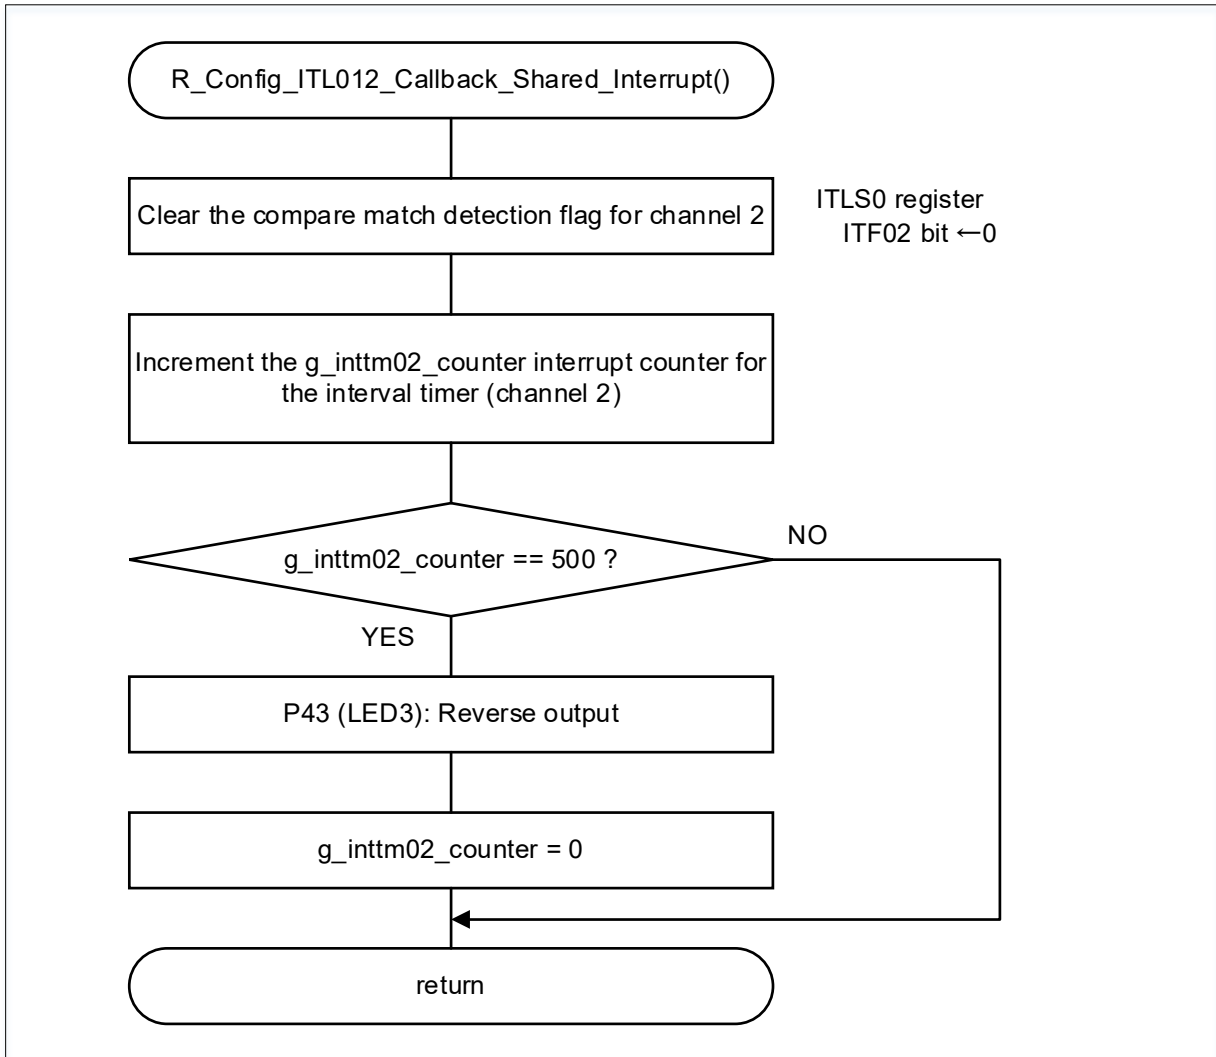 R_Config_ITL012_Callback_Shared_Interrupt()
Clear the compare match detection flag for channel 2
ITLS0 register
ITF02 bit ←0
Increment the g_inttm02_counter interrupt counter for
the interval timer (channel 2)
g_inttm02_counter == 500 ?
NO
YES
P43 (LED3): Reverse output
g_inttm02_counter = 0
return